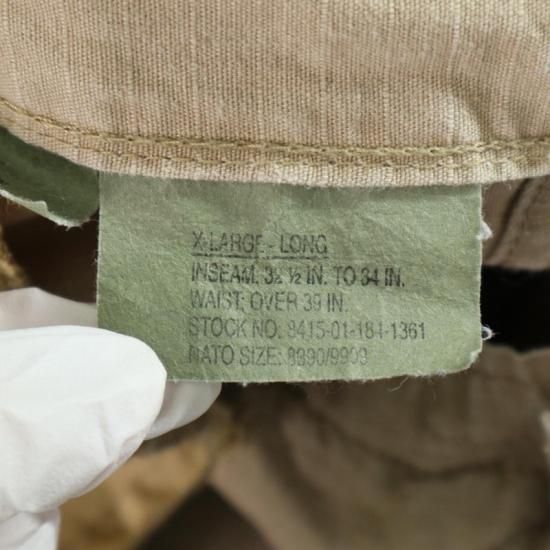 X-LARGE - LONG
INSEAM: 32 ½ IN. TO 34 IN.
WAIST: OVER 39 IN.
STOCK NO. 8415-01-184-1361
NATO SIZE: 8390/9909